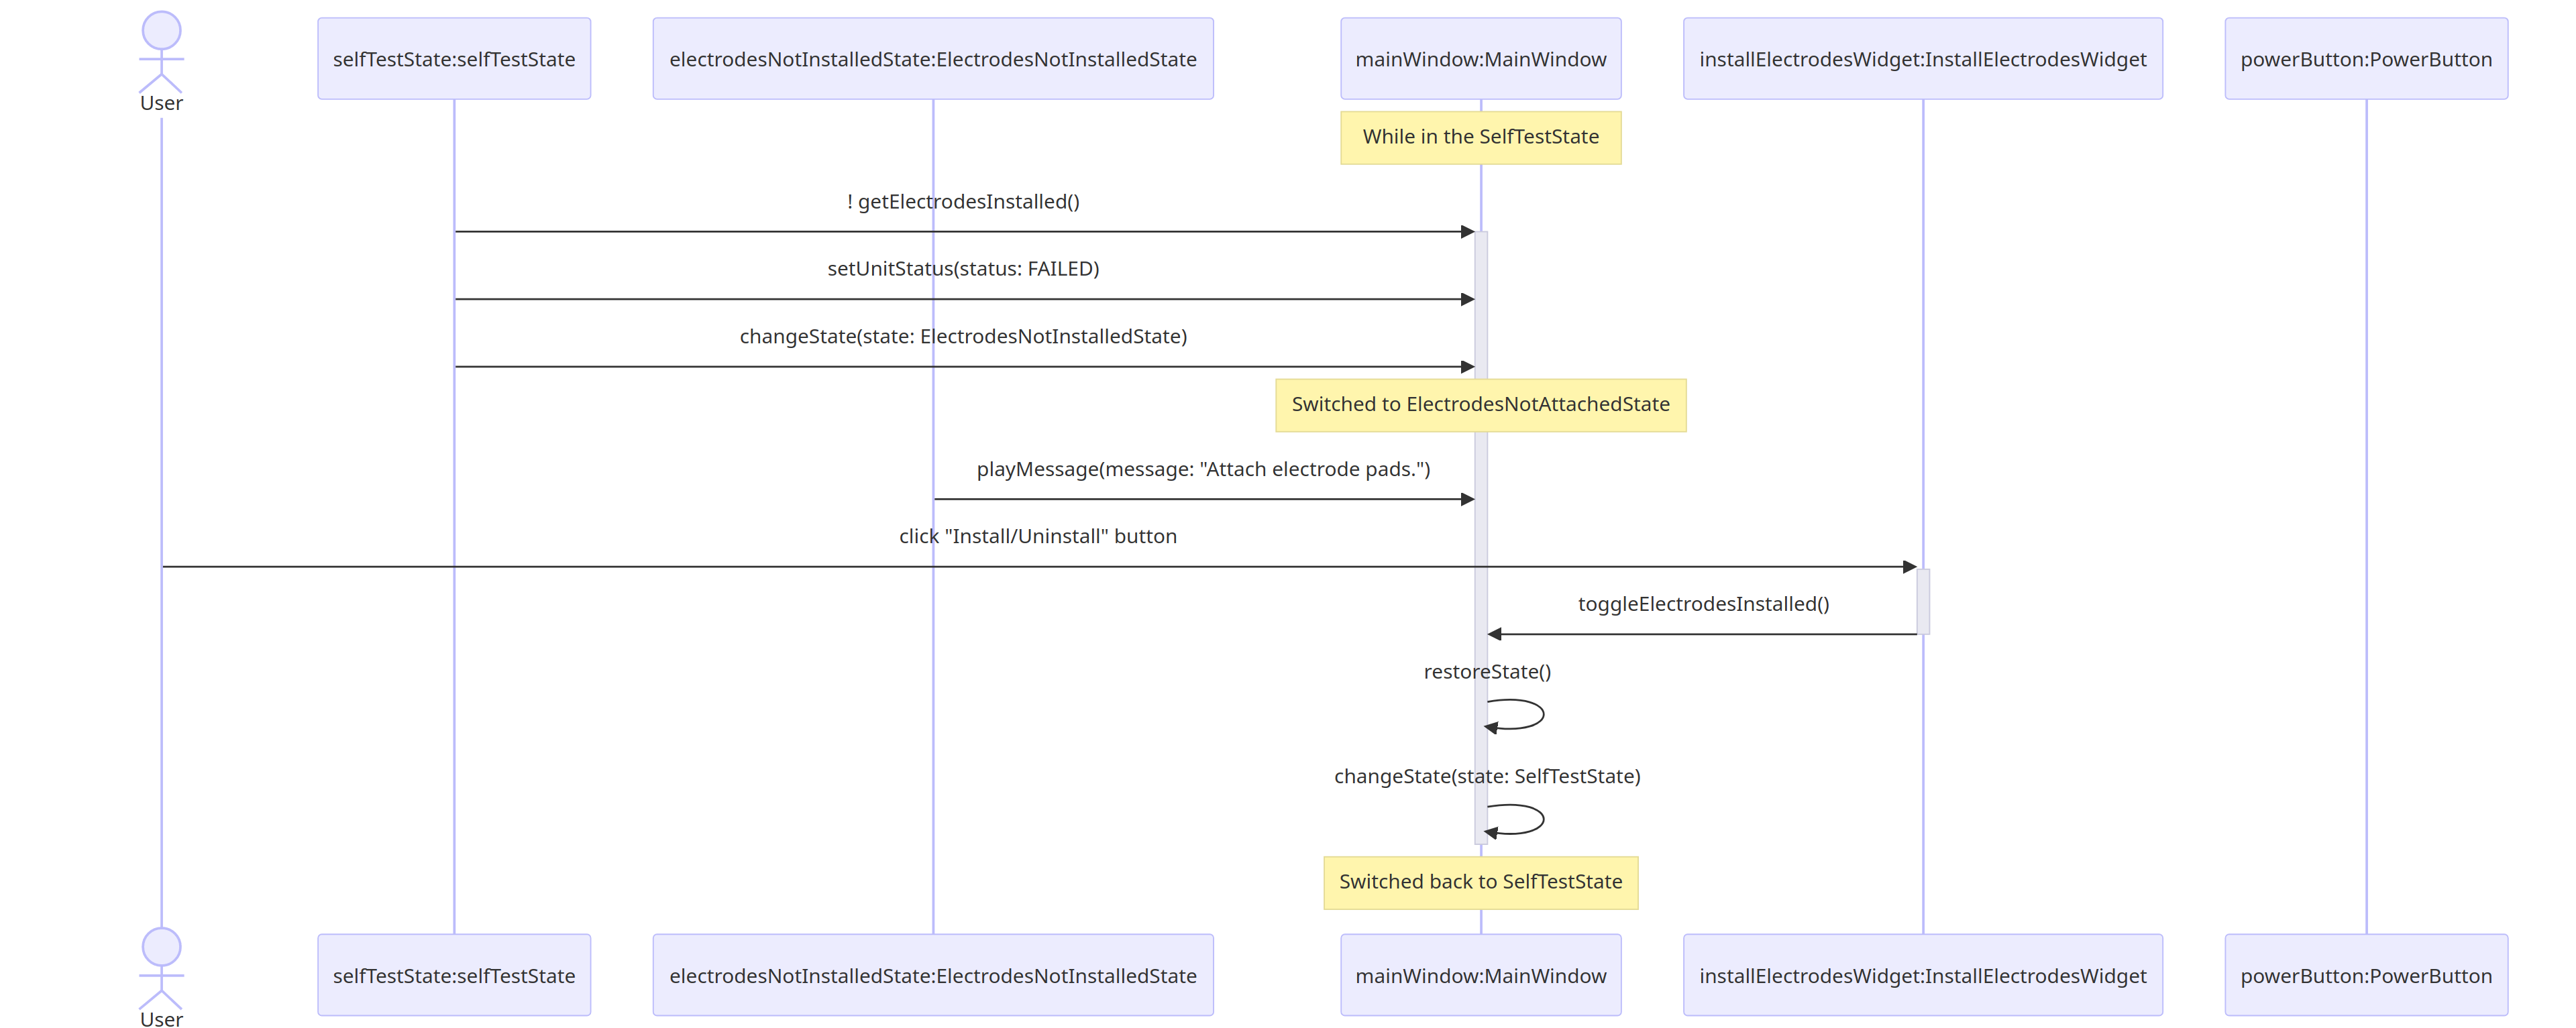 User
selfTestState:selfTestState
electrodesNotInstalledState:ElectrodesNotInstalledState
mainWindow:MainWindow
installElectrodesWidget:InstallElectrodesWidget
powerButton:PowerButton
While in the SelfTestState
! getElectrodesInstalled()
setUnitStatus(status: FAILED)
changeState(state: ElectrodesNotInstalledState)
Switched to ElectrodesNotAttachedState
playMessage(message: "Attach electrode pads.")
click "Install/Uninstall" button
toggleElectrodesInstalled()
restoreState()
changeState(state: SelfTestState)
Switched back to SelfTestState
User
selfTestState:selfTestState
electrodesNotInstalledState:ElectrodesNotInstalledState
mainWindow:MainWindow
installElectrodesWidget:InstallElectrodesWidget
powerButton:PowerButton